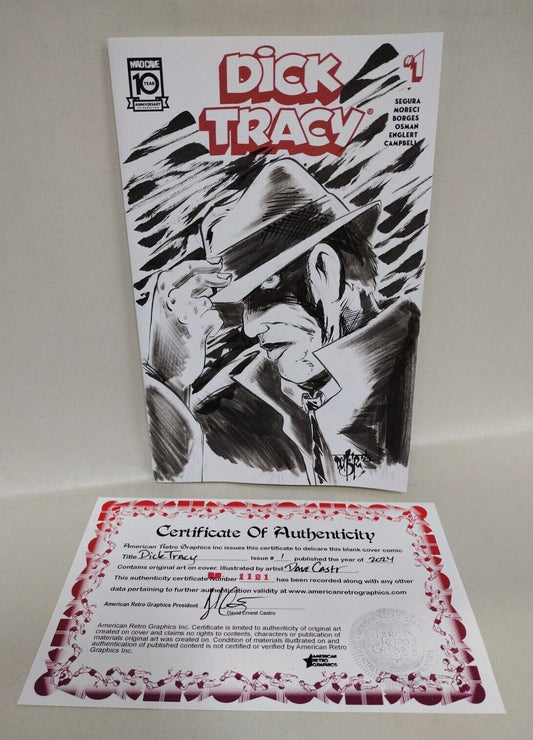 MAD CAVE
10
YEAR
ANNIVERSARY
DICK
TRACY®
#1
SEGURA
MORECI
BORGES
OSMAN
ENGLERT
CAMPBELL
Certificate Of Authenticity
American Retro Graphics Inc issues this certificate to delcare this blank cover comic
Title Dick Tracy Issue # 1 published the year of 2024
Contains original art on cover. Illustrated by artist Dave Castr
This authenticity certificate Number 1121 has been recorded along with any other
data pertaining to further authentication validity at www.americanretrographics.com
American Retro Graphics President
David Ernest Castro
American Retro Graphics Inc. Certificate is limited to authenticity of original art
created on cover and claims no rights to contents, characters or publication of
materials original art was created on. Condition of materials illustrated on and
authentication of published content is not certified or verified by American Retro
Graphics Inc.
AMERICAN
RETRO
GRAPHICS